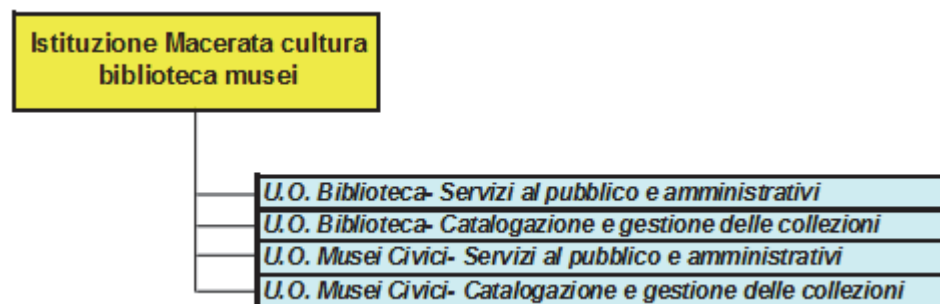 Istituzione Macerata cultura
biblioteca musei
U.O. Biblioteca- Servizi al pubblico e amministrativi
U.O. Biblioteca- Catalogazione e gestione delle collezioni
U.O. Musei Civici- Servizi al pubblico e amministrativi
U.O. Musei Civici- Catalogazione e gestione delle collezioni